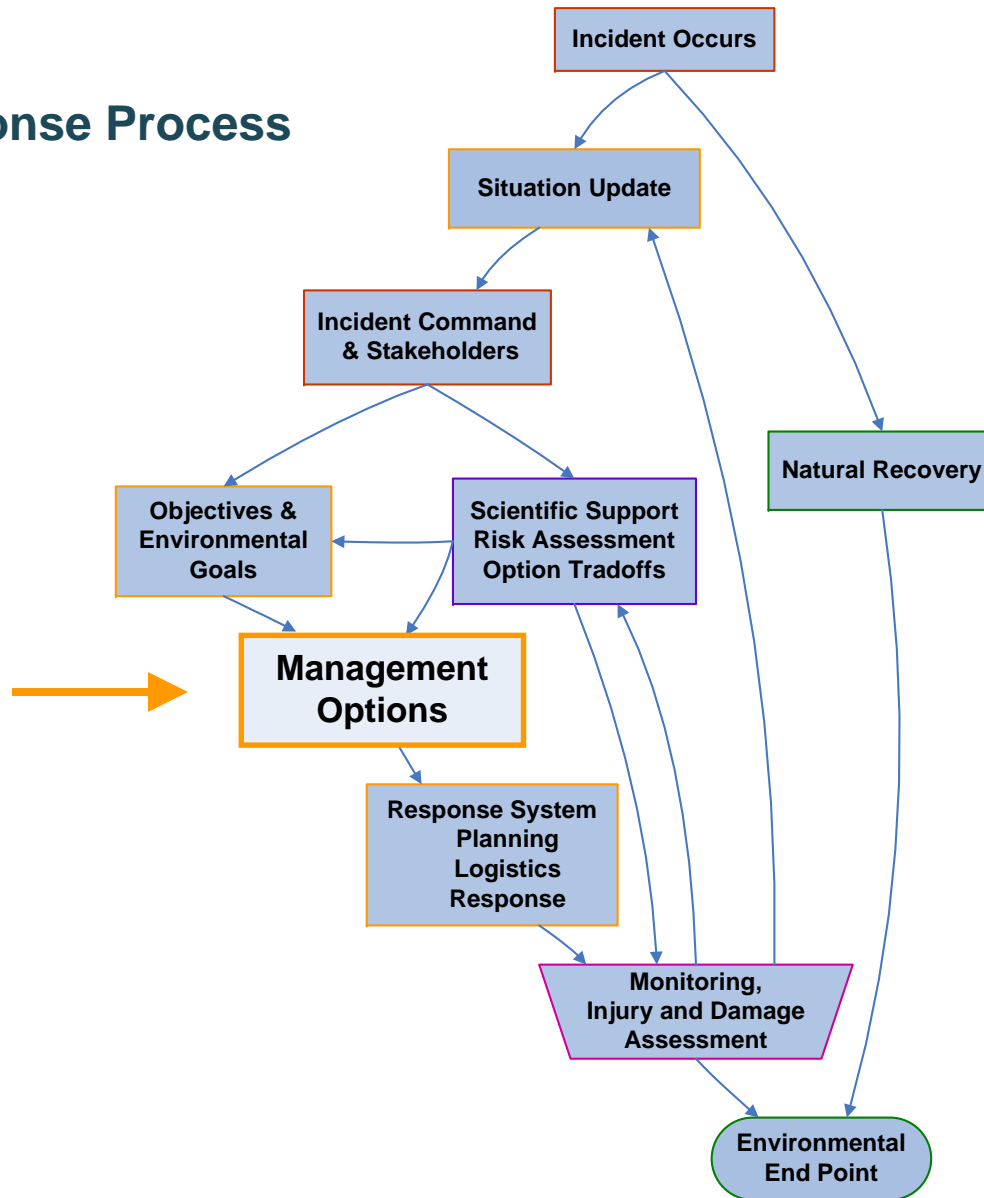 Incident Occurs
onse Process
Situation Update
Incident Command
& Stakeholders
Natural Recovery
Objectives &
Environmental
Goals
Scientific Support
Risk Assessment
Option Tradoffs
Management
Options
Response System
Planning
Logistics
Response
Monitoring,
Injury and Damage
Assessment
Environmental
End Point